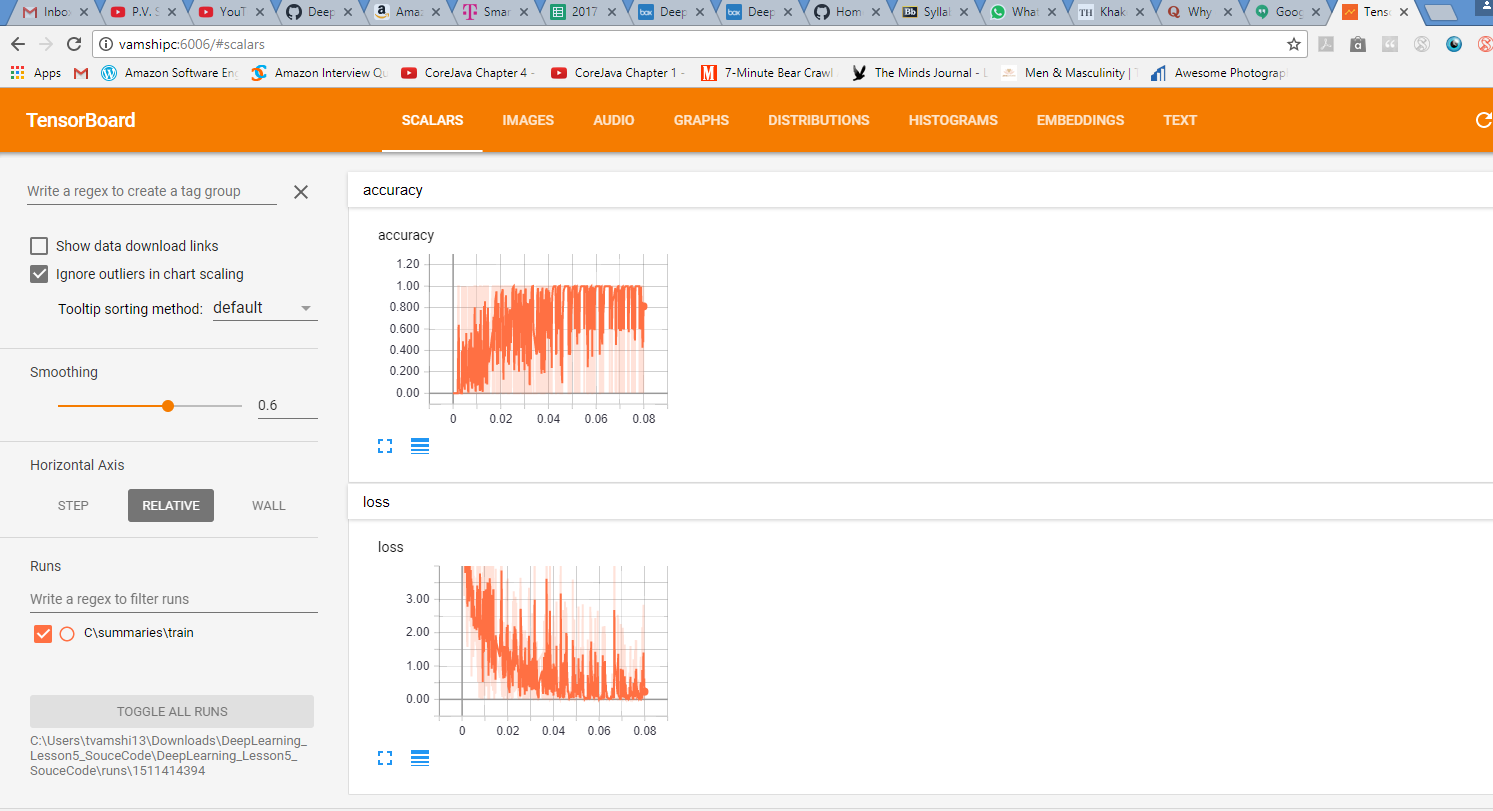 Inbox P.V. S YouT Deep Amaz Smar 2017 Deep Deep Hom Syllal What Khak Why Goog Tens
vamshipc:6006/#scalars
Apps Amazon Software Eng Amazon Interview Qu CoreJava Chapter 4 - CoreJava Chapter 1 - 7-Minute Bear Crawl The Minds Journal - L Men & Masculinity | T Awesome Photograp
TensorBoard SCALARS IMAGES AUDIO GRAPHS DISTRIBUTIONS HISTOGRAMS EMBEDDINGS TEXT
Write a regex to create a tag group
Show data download links
Ignore outliers in chart scaling
Tooltip sorting method: default
Smoothing
0.6
Horizontal Axis
STEP RELATIVE WALL
Runs
Write a regex to filter runs
C\summaries\train
TOGGLE ALL RUNS
C:\Users\tvamshi13\Downloads\DeepLearning_
Lesson5_SouceCode\DeepLearning_Lesson5_
SouceCode\runs\1511414394
accuracy
accuracy
1.20
1.00
0.800
0.600
0.400
0.200
0.00
0 0.02 0.04 0.06 0.08
loss
loss
3.00
2.00
1.00
0.00
0 0.02 0.04 0.06 0.08